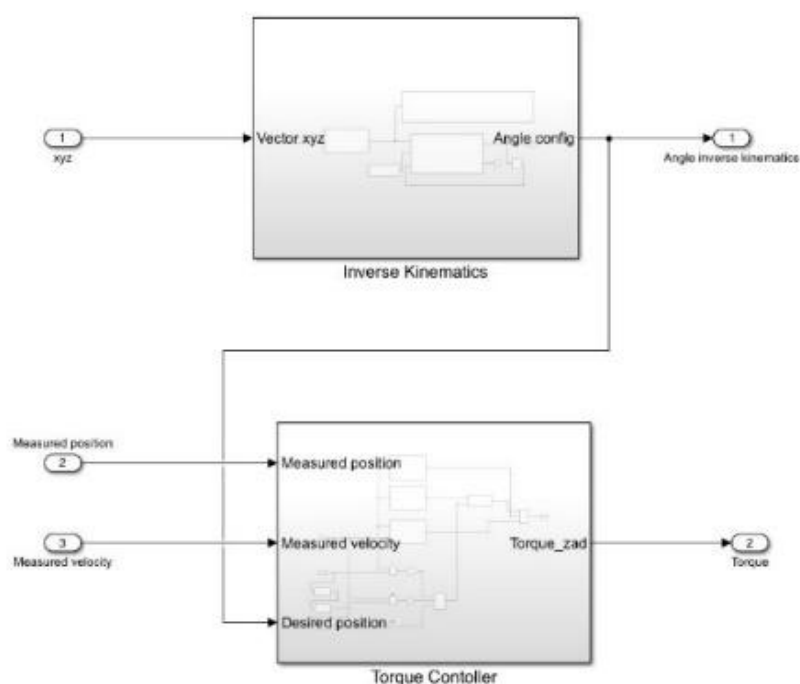 1
xyz
Vector xyz
Angle config
1
Angle inverse kinematics
Inverse Kinematics
Measured position
2
Measured position
3
Measured velocity
Measured velocity
Torque_zad
2
Torque
Desired position
Torque Contoller